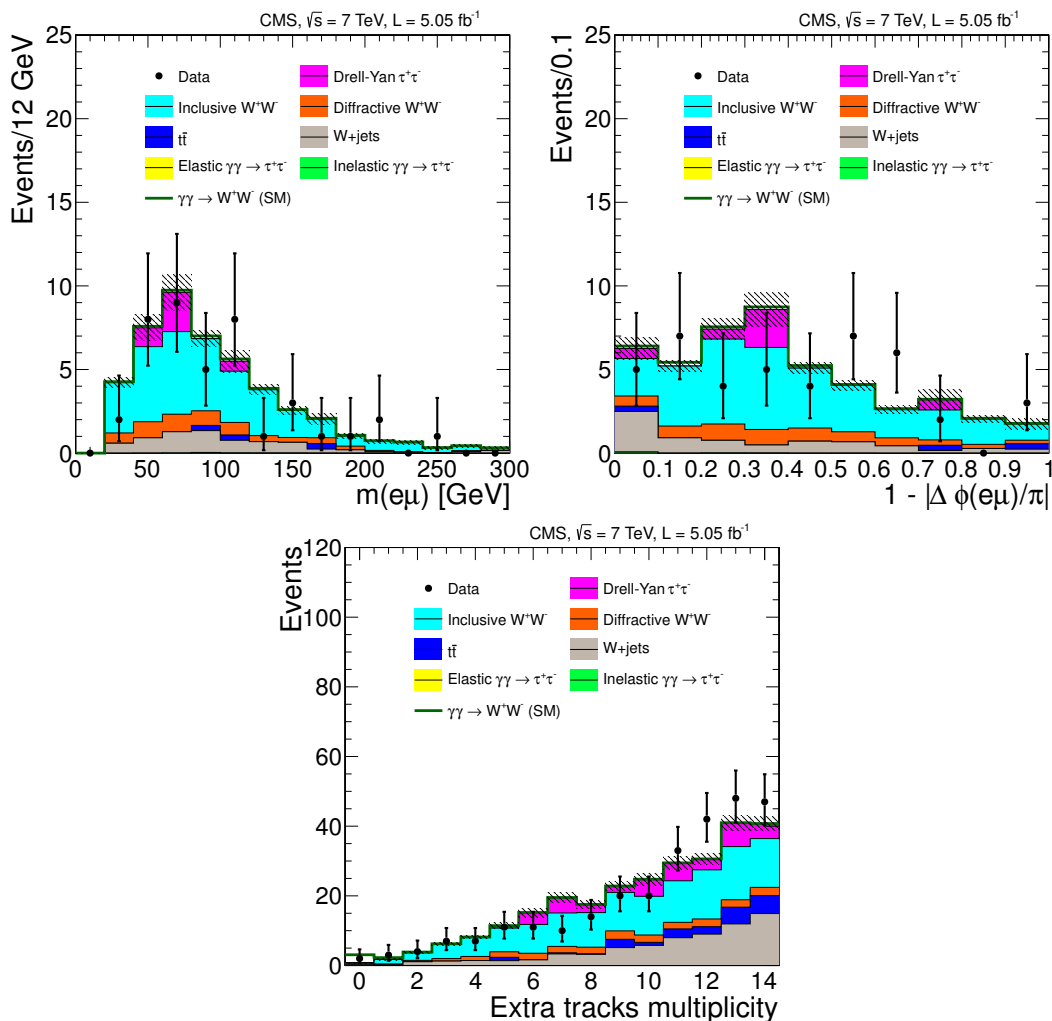 CMS, √s = 7 TeV, L = 5.05 fb⁻¹
Events/12 GeV
25
20
15
10
5
0
Data
Drell-Yan τ⁺τ⁻
Inclusive W⁺W⁻
Diffractive W⁺W⁻
tt̄
W+jets
Elastic γγ → τ⁺τ⁻
Inelastic γγ → τ⁺τ⁻
γγ → W⁺W⁻ (SM)
0 50 100 150 200 250 300
m(eμ) [GeV]
CMS, √s = 7 TeV, L = 5.05 fb⁻¹
Events/0.1
25
20
15
10
5
0
Data
Drell-Yan τ⁺τ⁻
Inclusive W⁺W⁻
Diffractive W⁺W⁻
tt̄
W+jets
Elastic γγ → τ⁺τ⁻
Inelastic γγ → τ⁺τ⁻
γγ → W⁺W⁻ (SM)
0 0.1 0.2 0.3 0.4 0.5 0.6 0.7 0.8 0.9 1
1 - |Δ φ(eμ)/π|
CMS, √s = 7 TeV, L = 5.05 fb⁻¹
Events
120
100
80
60
40
20
0
Data
Drell-Yan τ⁺τ⁻
Inclusive W⁺W⁻
Diffractive W⁺W⁻
tt̄
W+jets
Elastic γγ → τ⁺τ⁻
Inelastic γγ → τ⁺τ⁻
γγ → W⁺W⁻ (SM)
0 2 4 6 8 10 12 14
Extra tracks multiplicity